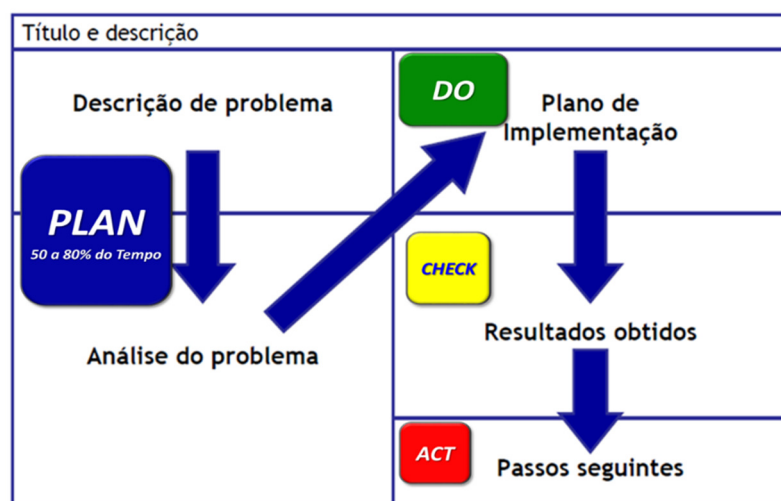 Título e descrição
Descrição de problema
PLAN
50 a 80% do Tempo
Análise do problema
DO
Plano de
Implementação
CHECK
Resultados obtidos
ACT
Passos seguintes